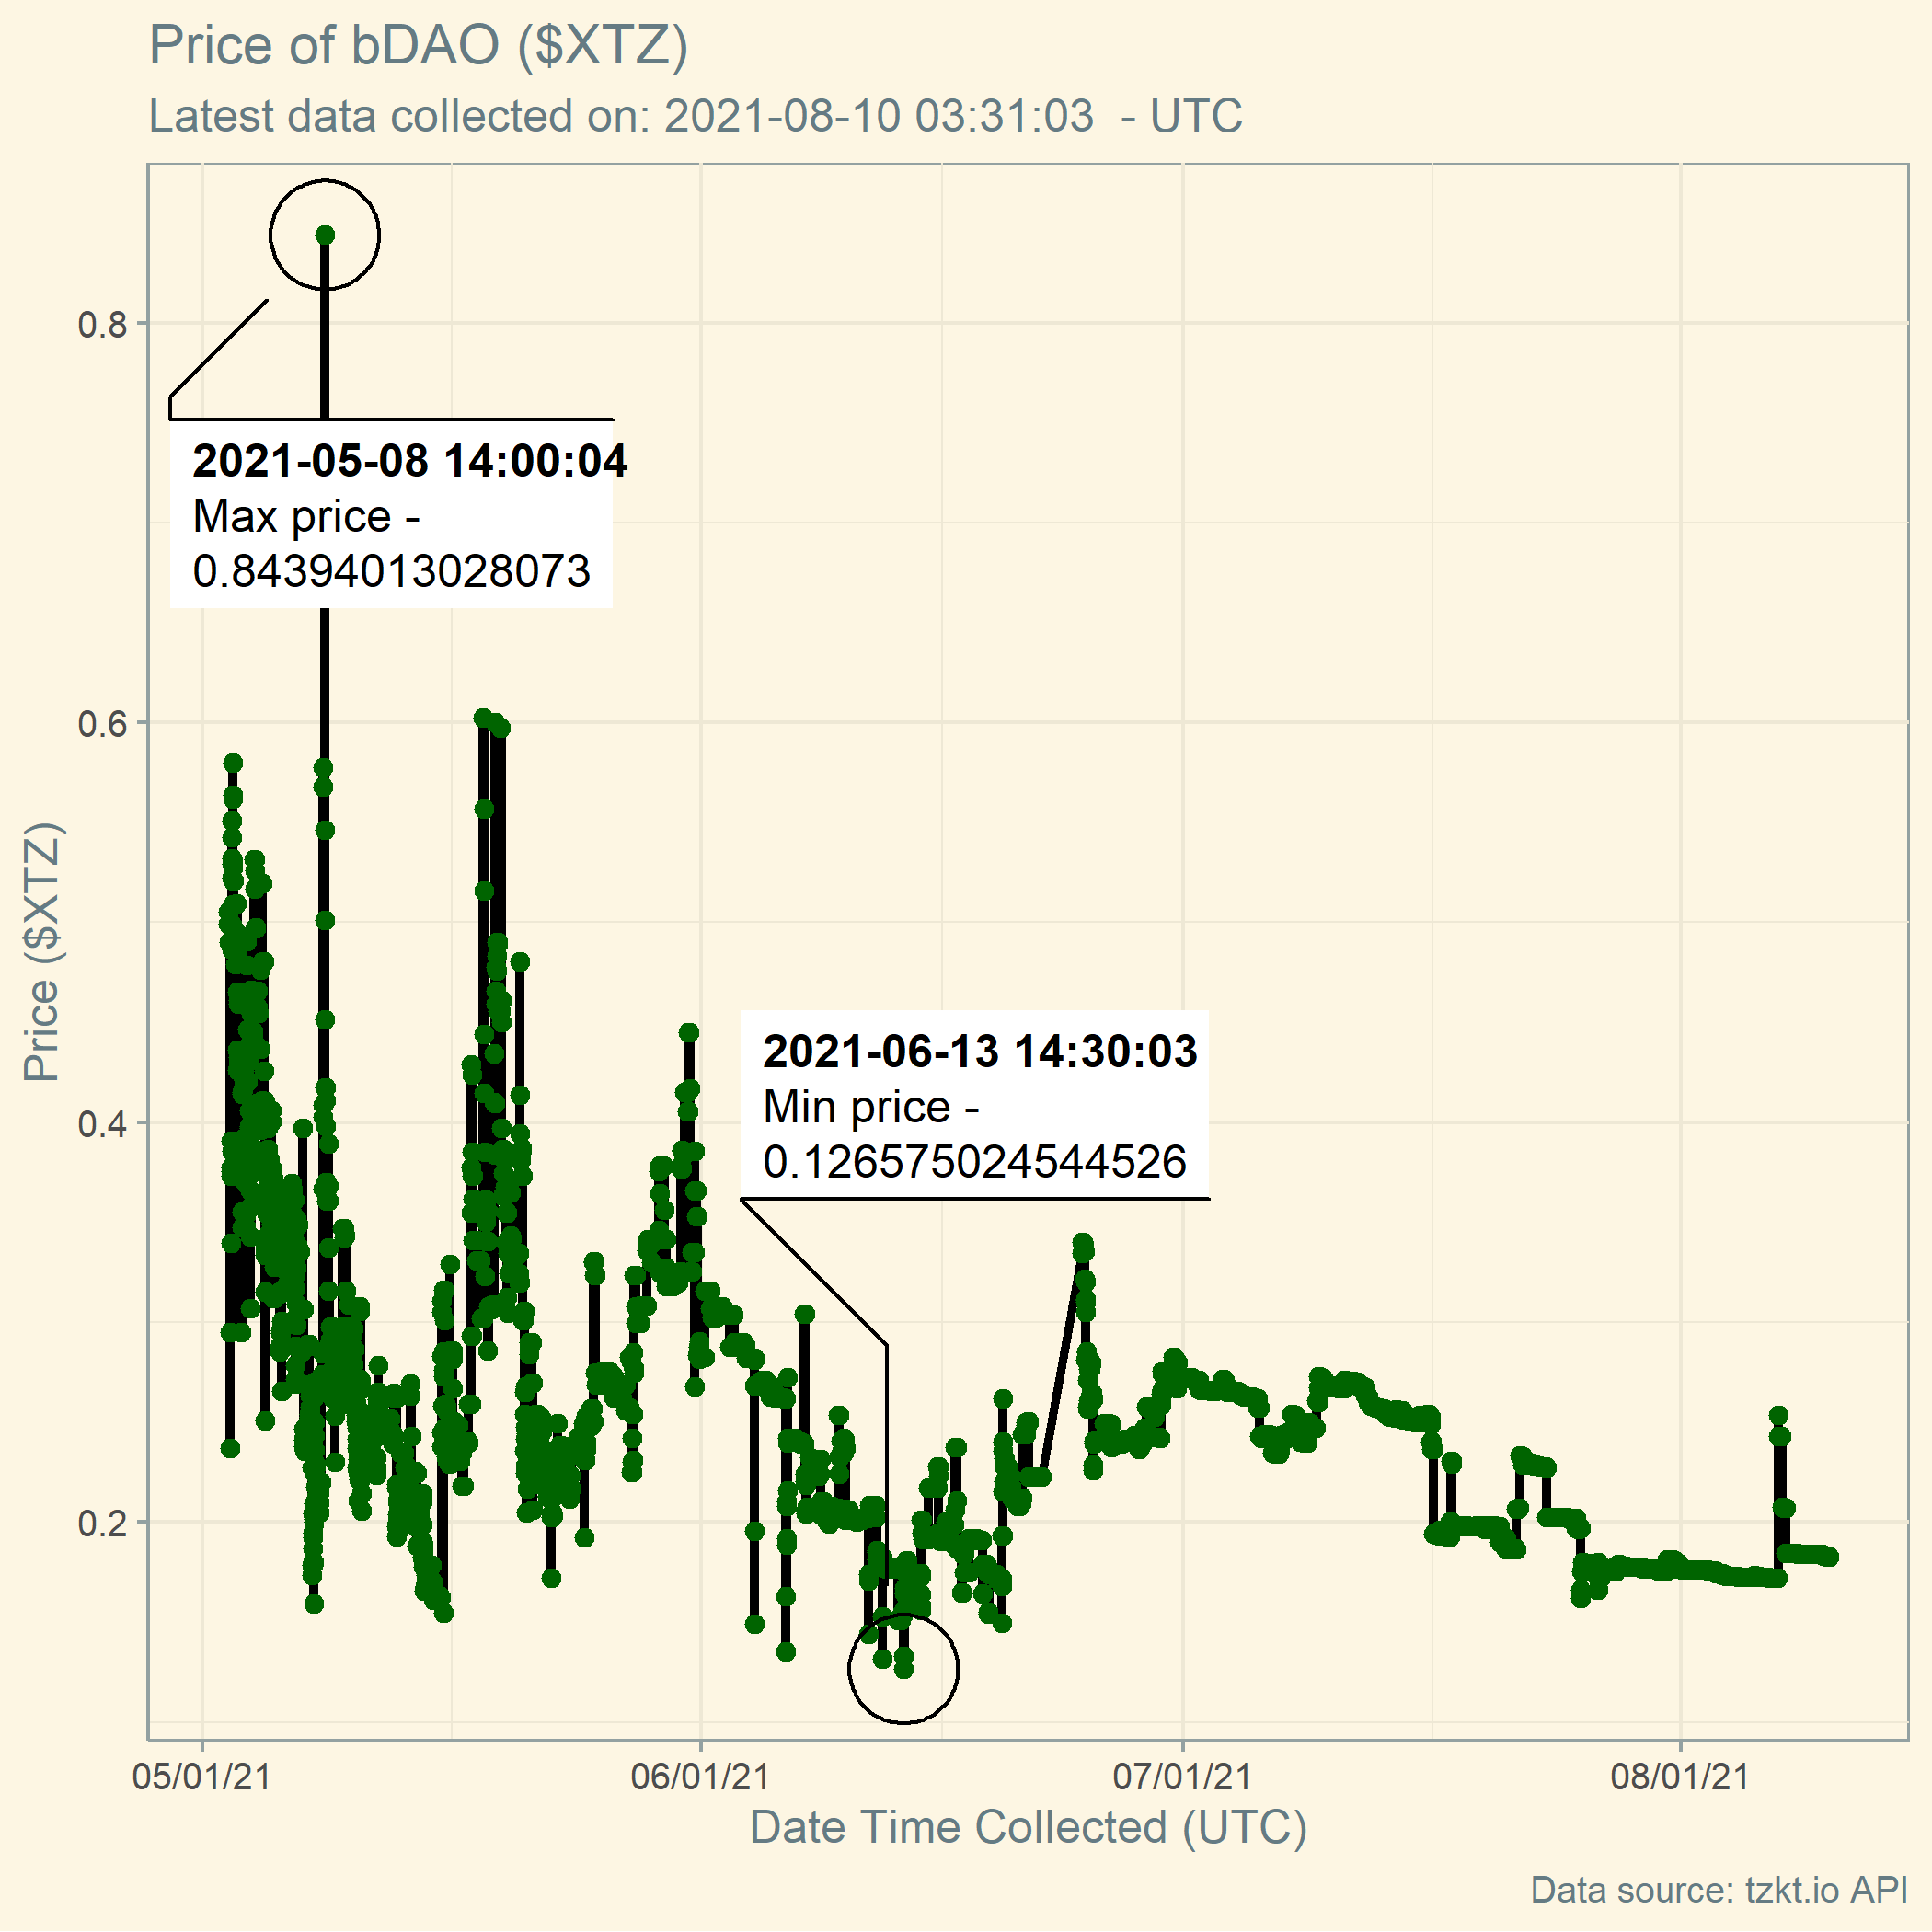 Price of bDAO ($XTZ)
Latest data collected on: 2021-08-10 03:31:03  - UTC
0.8
2021-05-08 14:00:04
Max price -
0.84394013028073
0.6
Price ($XTZ)
2021-06-13 14:30:03
Min price -
0.126575024544526
0.4
0.2
05/01/21
06/01/21
07/01/21
08/01/21
Date Time Collected (UTC)
Data source: tzkt.io API